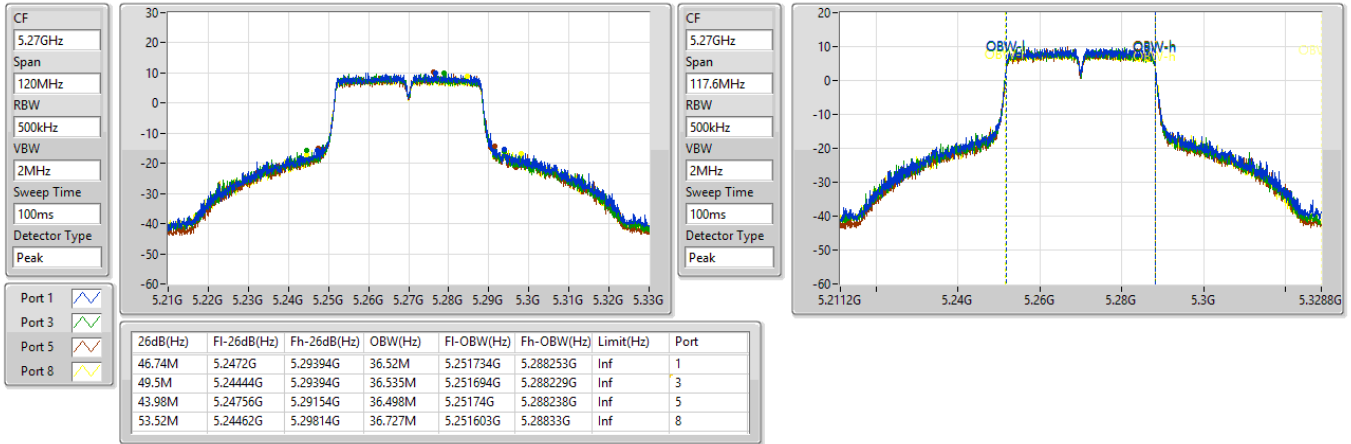 CF
5.27GHz
Span
120MHz
RBW
500kHz
VBW
2MHz
Sweep Time
100ms
Detector Type
Peak
30
20
10
0
-10
-20
-30
-40
-50
-60
5.21G 5.22G 5.23G 5.24G 5.25G 5.26G 5.27G 5.28G 5.29G 5.30G 5.31G 5.32G 5.33G
CF
5.27GHz
Span
117.6MHz
RBW
500kHz
VBW
2MHz
Sweep Time
100ms
Detector Type
Peak
20
10
0
-10
-20
-30
-40
-50
-60
OBW-l OBW-h
5.2112G 5.24G 5.26G 5.28G 5.3G 5.3288G
Port 1
Port 3
Port 5
Port 8
26dB(Hz) Fl-26dB(Hz) Fh-26dB(Hz) OBW(Hz) Fl-OBW(Hz) Fh-OBW(Hz) Limit(Hz) Port
46.74M 5.2472G 5.29394G 36.52M 5.251734G 5.288253G Inf 1
49.5M 5.24444G 5.29394G 36.535M 5.251694G 5.288229G Inf 3
43.98M 5.24756G 5.29154G 36.498M 5.25174G 5.288238G Inf 5
53.52M 5.24462G 5.29814G 36.727M 5.251603G 5.28833G Inf 8